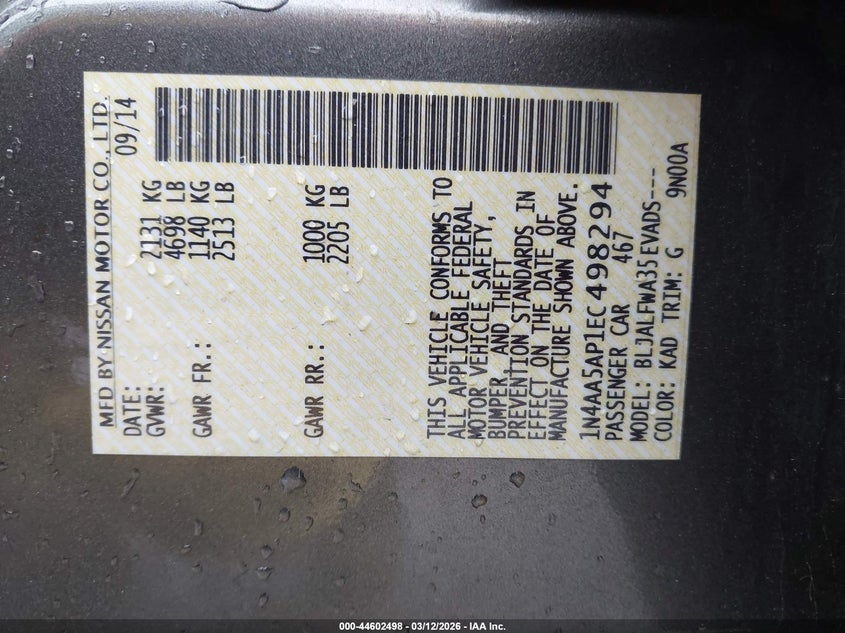 MFD BY NISSAN MOTOR CO., LTD.
DATE: 09/14
GVWR: 2131 KG
4698 LB
GAWR FR.: 1140 KG
2513 LB
GAWR RR.: 1000 KG
2205 LB
THIS VEHICLE CONFORMS TO
ALL APPLICABLE FEDERAL
MOTOR VEHICLE SAFETY,
BUMPER, AND THEFT
PREVENTION STANDARDS IN
EFFECT ON THE DATE OF
MANUFACTURE SHOWN ABOVE.
1N4AA5AP1EC498294
PASSENGER CAR 467
MODEL: BLJALFWA35EVADS----
COLOR: KAD TRIM: G 9N00A
000-44602498 - 03/12/2026 - IAA Inc.